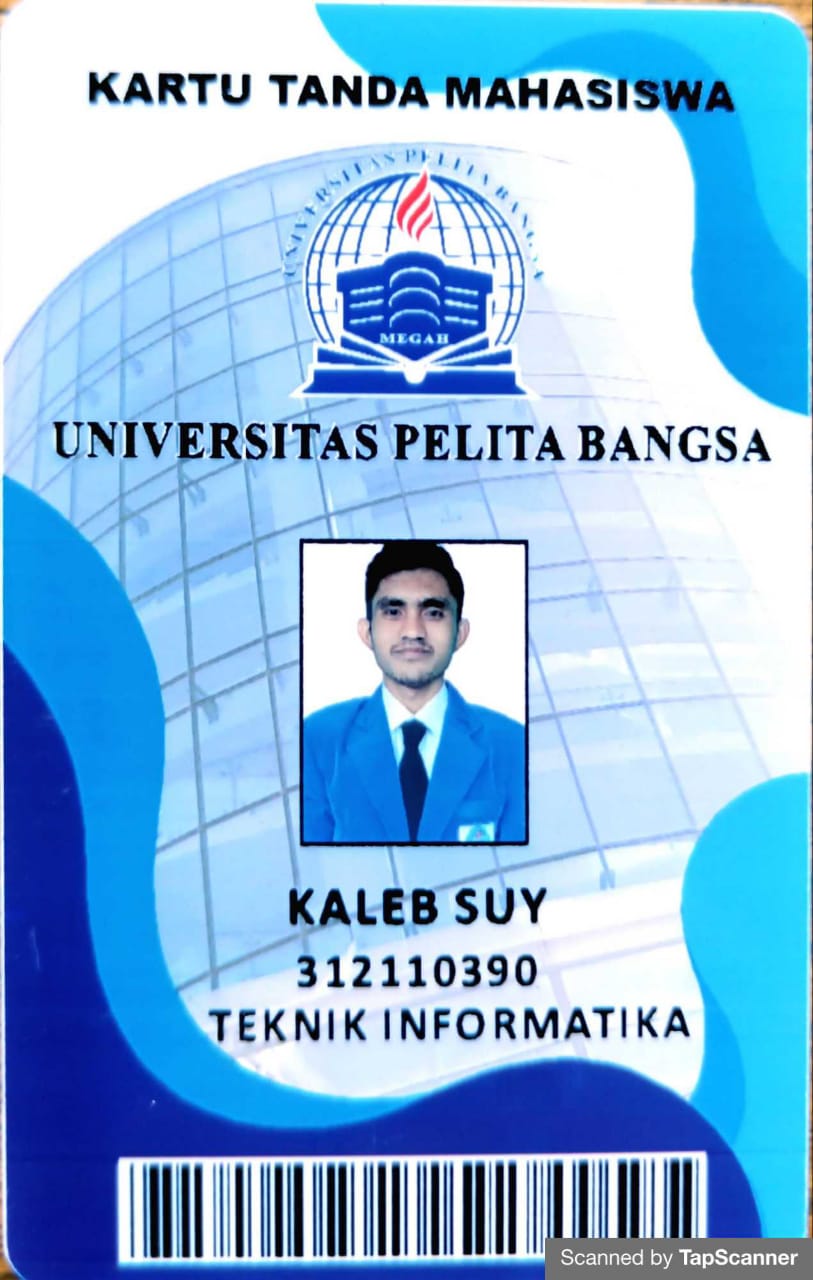 KARTU TANDA MAHASISWA
UNIVERSITAS PELITA BANGSA
MEGAH
UNIVERSITAS PELITA BANGSA
KALEB SUY
312110390
TEKNIK INFORMATIKA
Scanned by TapScanner